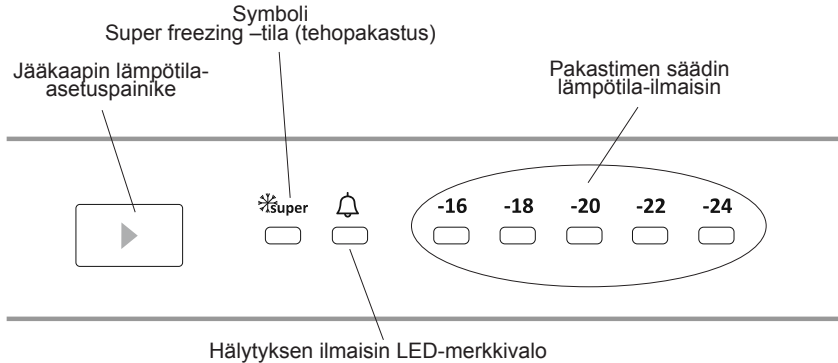 Symboli
Super freezing –tila (tehopakastus)
Jääkaapin lämpötila-
asetuspainike
Pakastimen säädin
lämpötila-ilmaisin
super
-16 -18 -20 -22 -24
Hälytyksen ilmaisin LED-merkkivalo